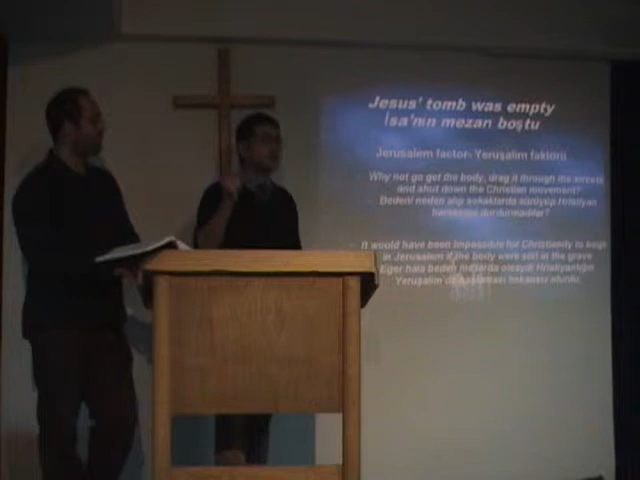 Jesus' tomb was empty
İsa'nın mezarı boştu
Jerusalem factor- Yeruşalim faktörü
Why not go get the body, drag it through the streets
and shut down the Christian movement?
Bedeni neden alıp sokaklarda sürüyüp Hristiyan
hareketini durdurmadılar?
It would have been impossible for Christianity to begin
in Jerusalem if the body were still in the grave
Eğer hala beden mezarda olsaydı Hristiyanlığın
Yeruşalim'de başlaması imkansız olurdu.